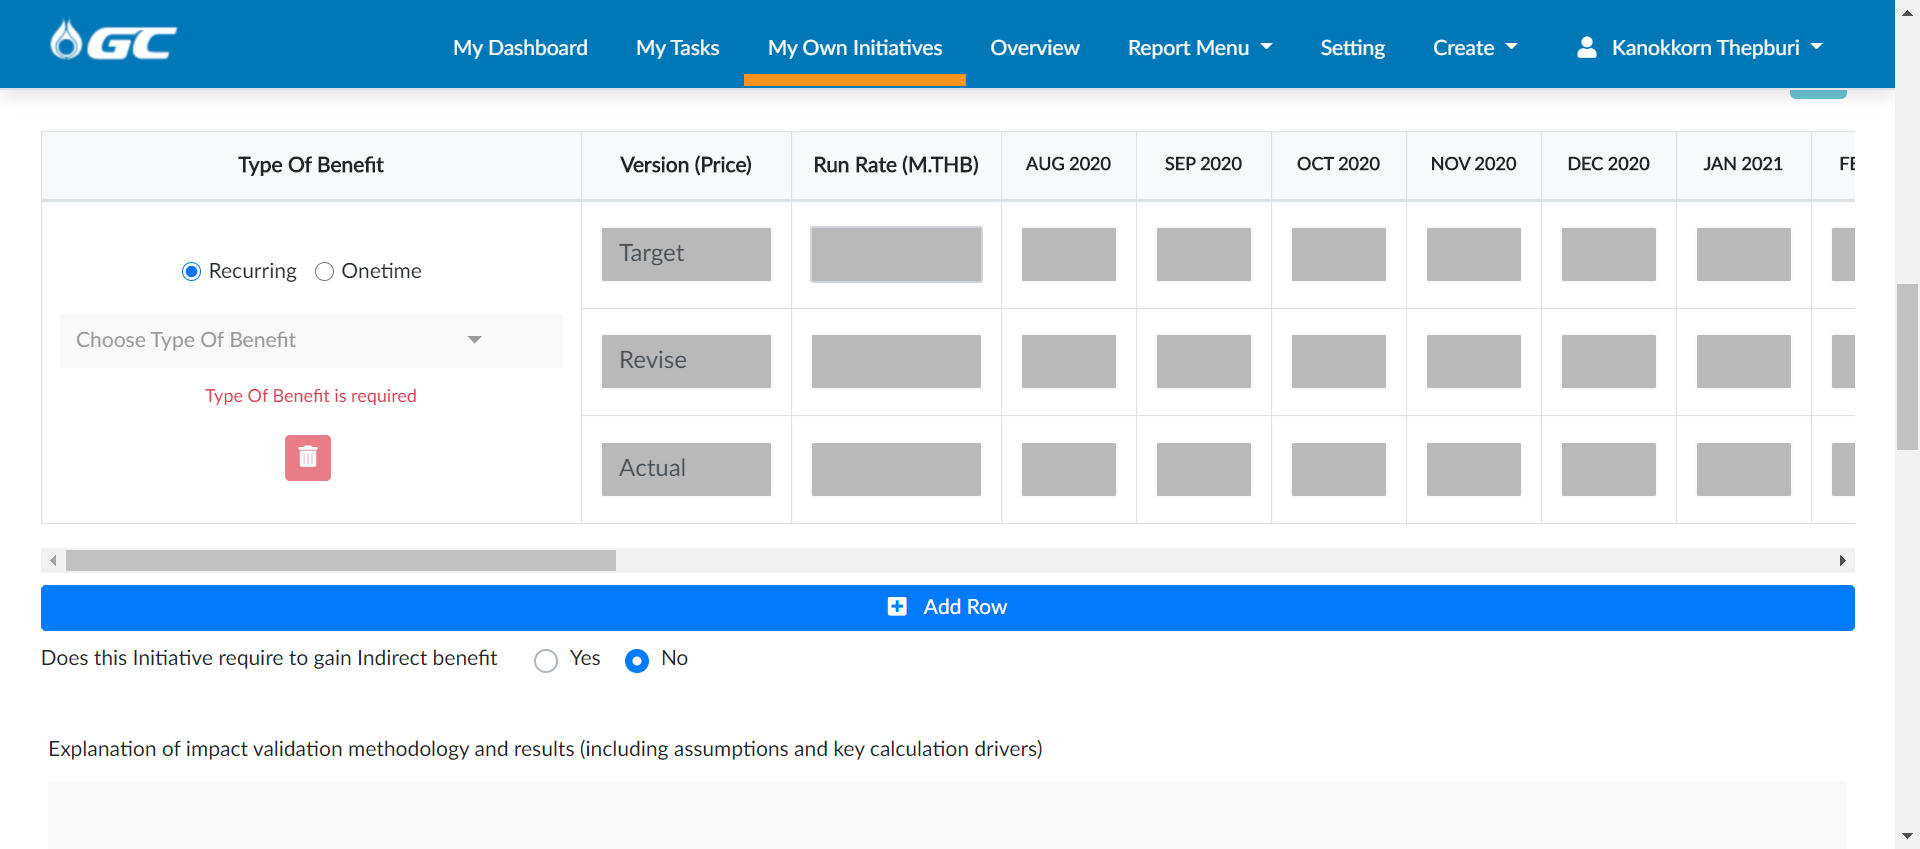 GC
My Dashboard My Tasks My Own Initiatives Overview Report Menu Setting Create Kanokkorn Thepburi
Type Of Benefit Version (Price) Run Rate (M.THB) AUG 2020 SEP 2020 OCT 2020 NOV 2020 DEC 2020 JAN 2021
Target
Recurring Onetime
Choose Type Of Benefit
Revise
Type Of Benefit is required
Actual
Add Row
Does this Initiative require to gain Indirect benefit Yes No
Explanation of impact validation methodology and results (including assumptions and key calculation drivers)